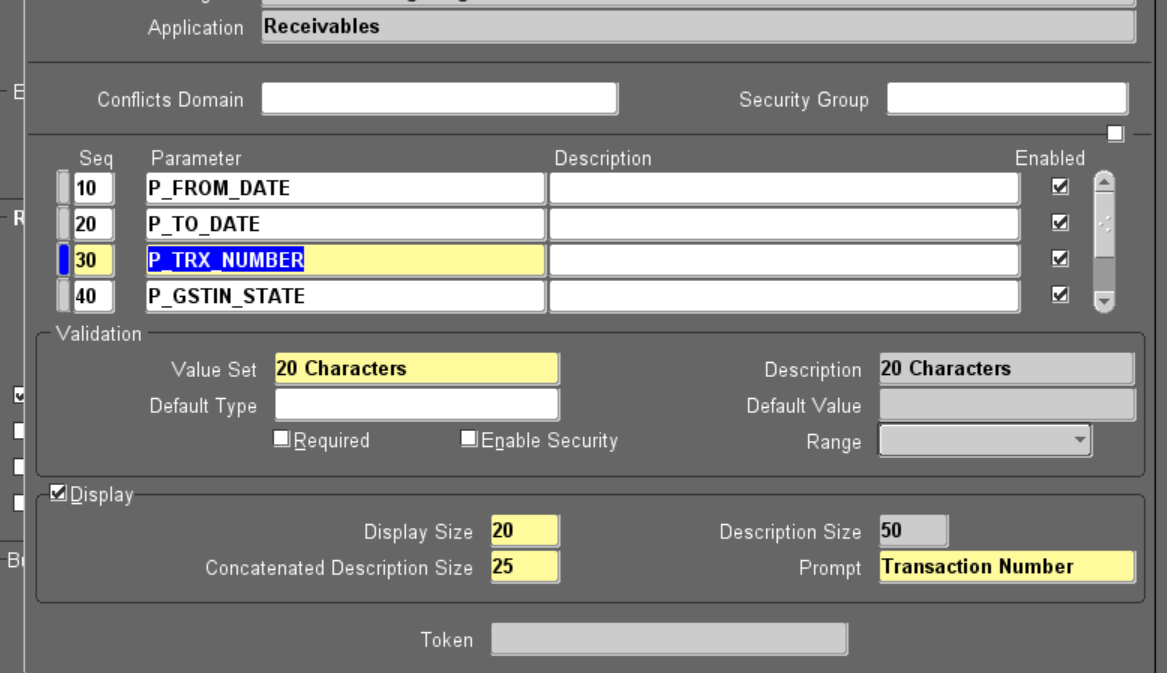 Application Receivables
Conflicts Domain Security Group
Seq Parameter Description Enabled
10 P_FROM_DATE
20 P_TO_DATE
30 P_TRX_NUMBER
40 P_GSTIN_STATE
Validation
Value Set 20 Characters Description 20 Characters
Default Type Default Value
Required Enable Security Range
Display
Display Size 20 Description Size 50
Concatenated Description Size 25 Prompt Transaction Number
Token